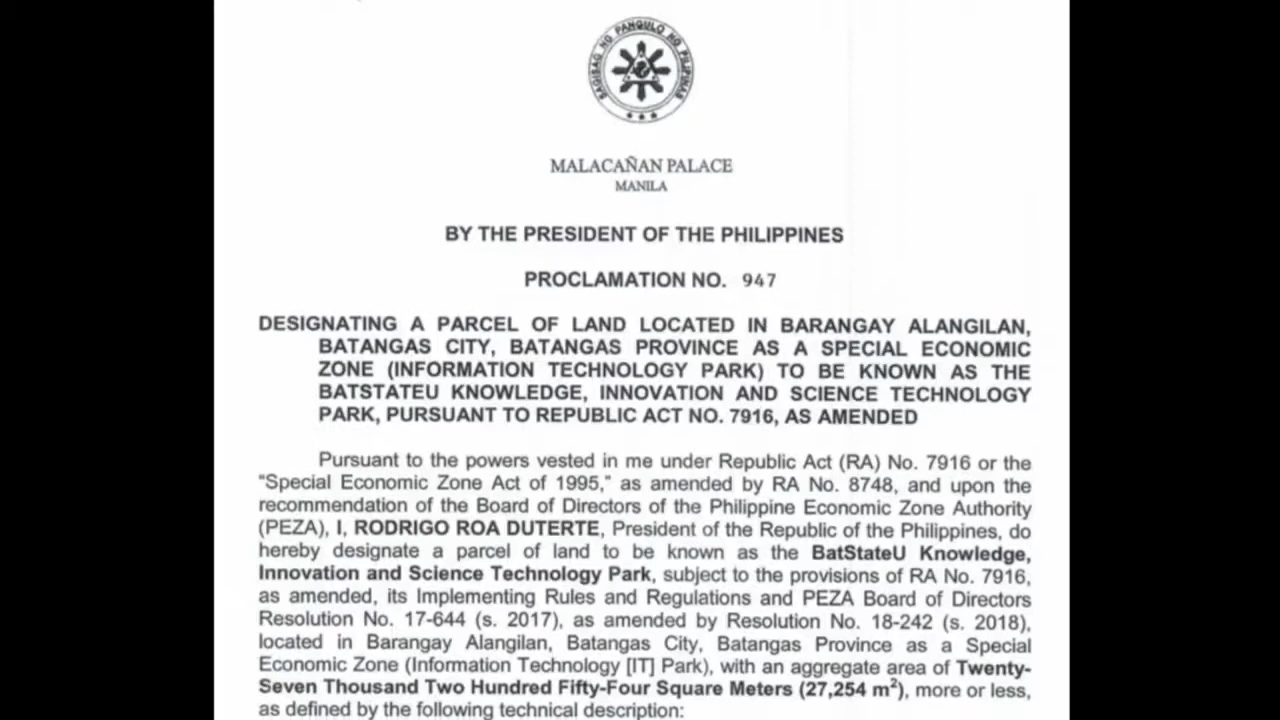 SAGISAG NG PANGULO NG PILIPINAS
MALACAÑAN PALACE
MANILA
BY THE PRESIDENT OF THE PHILIPPINES
PROCLAMATION NO. 947
DESIGNATING A PARCEL OF LAND LOCATED IN BARANGAY ALANGILAN,
BATANGAS CITY, BATANGAS PROVINCE AS A SPECIAL ECONOMIC
ZONE (INFORMATION TECHNOLOGY PARK) TO BE KNOWN AS THE
BATSTATEU KNOWLEDGE, INNOVATION AND SCIENCE TECHNOLOGY
PARK, PURSUANT TO REPUBLIC ACT NO. 7916, AS AMENDED
Pursuant to the powers vested in me under Republic Act (RA) No. 7916 or the
"Special Economic Zone Act of 1995," as amended by RA No. 8748, and upon the
recommendation of the Board of Directors of the Philippine Economic Zone Authority
(PEZA), I, RODRIGO ROA DUTERTE, President of the Republic of the Philippines, do
hereby designate a parcel of land to be known as the BatStateU Knowledge,
Innovation and Science Technology Park, subject to the provisions of RA No. 7916,
as amended, its Implementing Rules and Regulations and PEZA Board of Directors
Resolution No. 17-644 (s. 2017), as amended by Resolution No. 18-242 (s. 2018),
located in Barangay Alangilan, Batangas City, Batangas Province as a Special
Economic Zone (Information Technology [IT] Park), with an aggregate area of Twenty-
Seven Thousand Two Hundred Fifty-Four Square Meters (27,254 m²), more or less,
as defined by the following technical description: